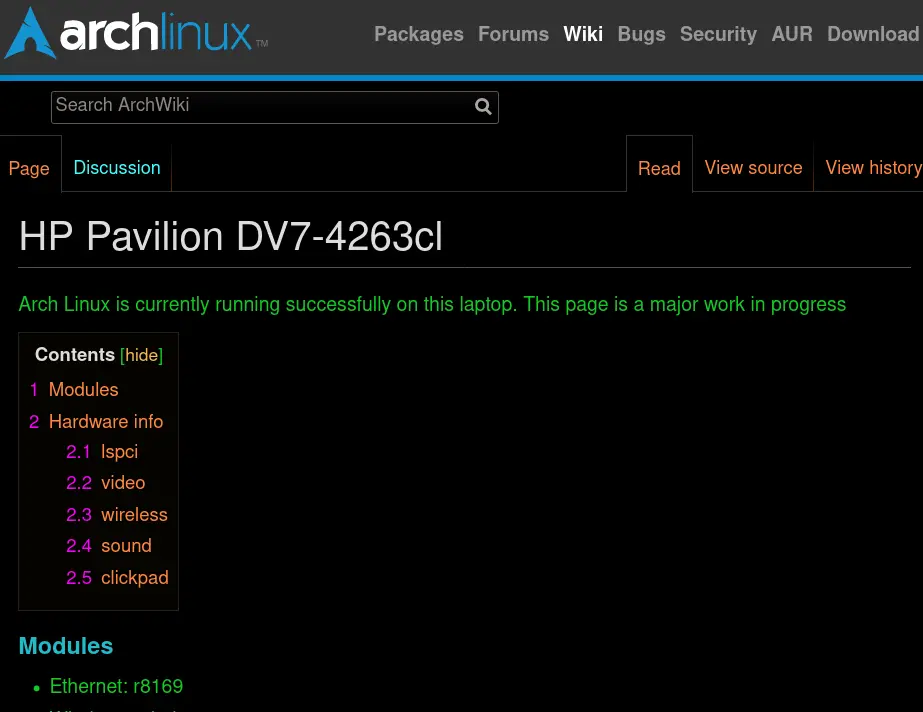 archlinux™
Packages Forums Wiki Bugs Security AUR Download
Search ArchWiki
Page Discussion Read View source View history
HP Pavilion DV7-4263cl
Arch Linux is currently running successfully on this laptop. This page is a major work in progress
Contents [hide]
1 Modules
2 Hardware info
2.1 lspci
2.2 video
2.3 wireless
2.4 sound
2.5 clickpad
Modules
• Ethernet: r8169